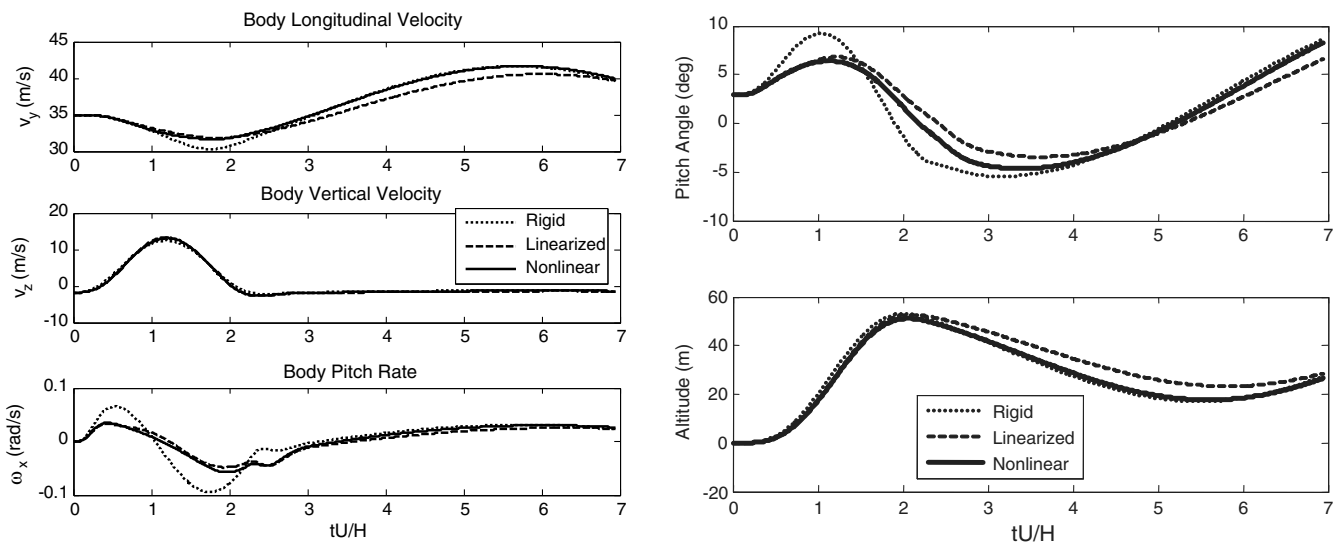 Body Longitudinal Velocity
45
40
35
30
v_y (m/s)
0 1 2 3 4 5 6 7
Body Vertical Velocity
20
10
0
-10
v_z (m/s)
Rigid
Linearized
Nonlinear
0 1 2 3 4 5 6 7
Body Pitch Rate
0.1
0
-0.1
ω_x (rad/s)
0 1 2 3 4 5 6 7
tU/H
10
5
0
-5
-10
Pitch Angle (deg)
0 1 2 3 4 5 6 7
60
40
20
0
-20
Altitude (m)
Rigid
Linearized
Nonlinear
0 1 2 3 4 5 6 7
tU/H